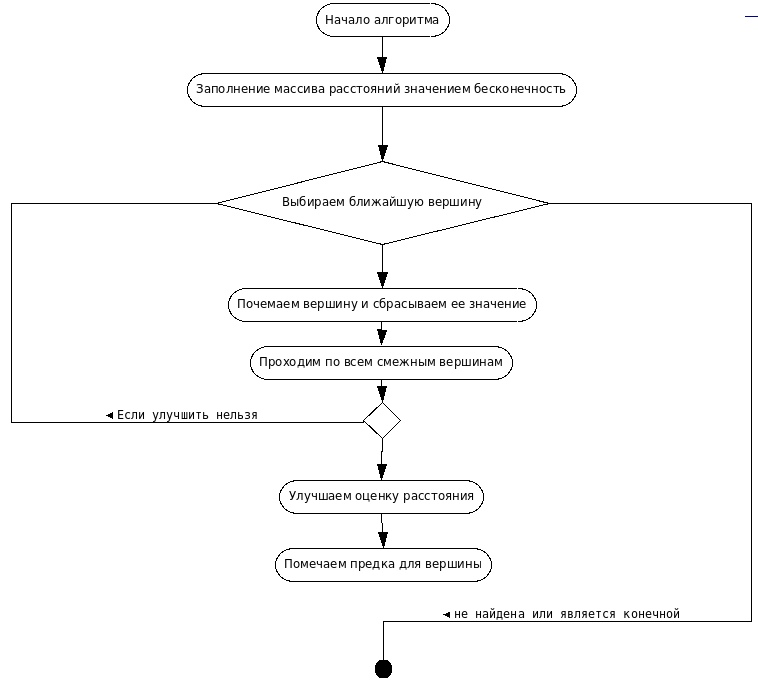 Начало алгоритма
Заполнение массива расстояний значением бесконечность
Выбираем ближайшую вершину
Почемаем вершину и сбрасываем ее значение
Проходим по всем смежным вершинам
◄ Если улучшить нельзя
Улучшаем оценку расстояния
Помечаем предка для вершины
◄ не найдена или является конечной